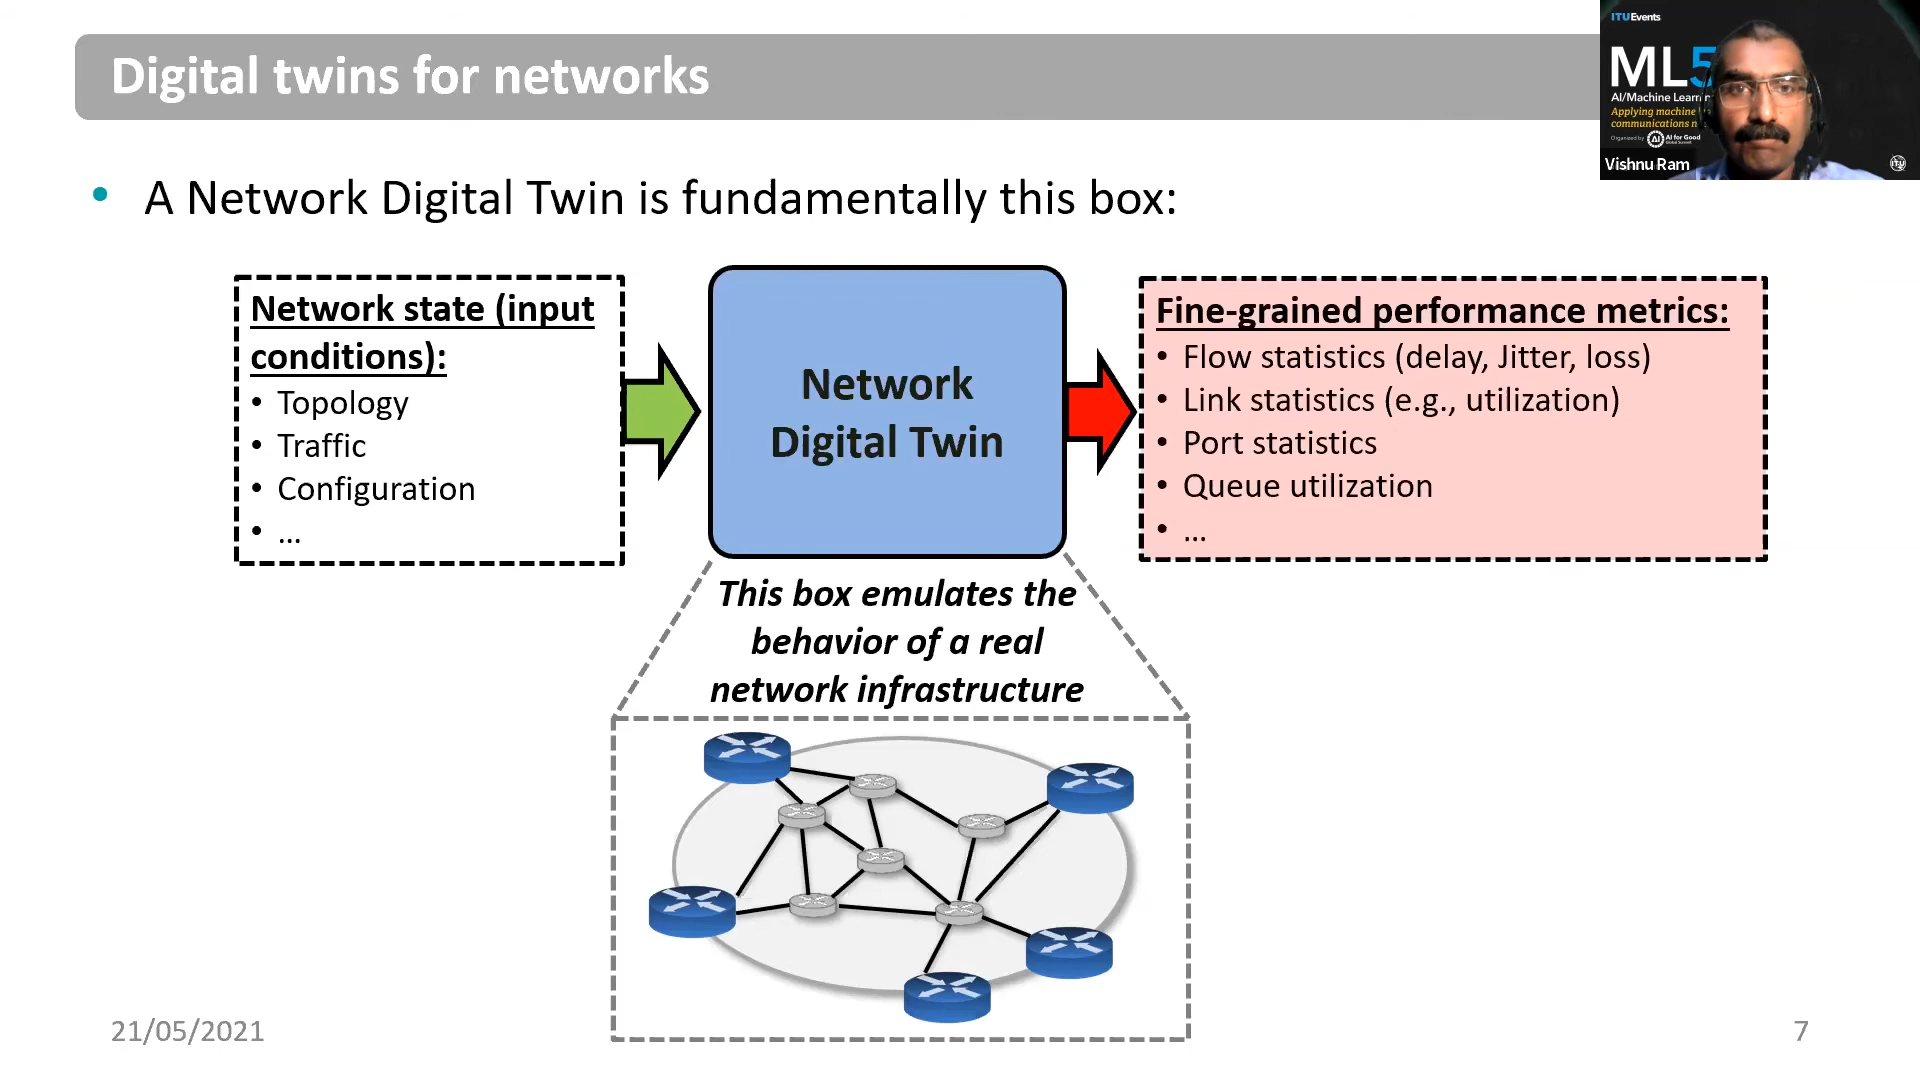 Digital twins for networks
ITUEvents
ML5
AI/Machine Learnin
Applying machine
communications n
Organized by
AI for Good
Global Summit
Vishnu Ram
• A Network Digital Twin is fundamentally this box:
Network state (input
conditions):
• Topology
• Traffic
• Configuration
• ...
Network
Digital Twin
Fine-grained performance metrics:
• Flow statistics (delay, Jitter, loss)
• Link statistics (e.g., utilization)
• Port statistics
• Queue utilization
• ...
This box emulates the
behavior of a real
network infrastructure
21/05/2021
7